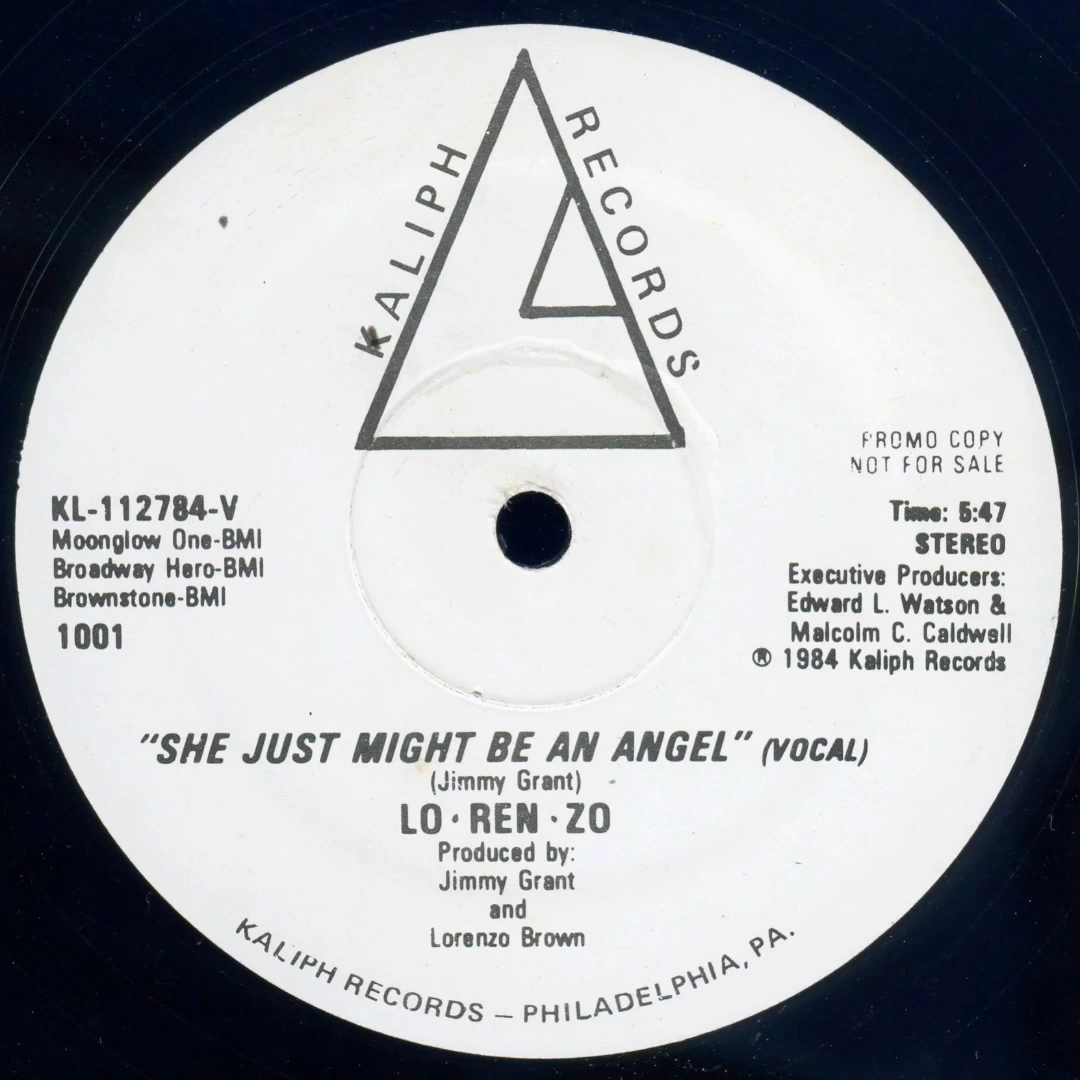 KALIPH RECORDS
PROMO COPY
NOT FOR SALE
KL-112784-V
Moonglow One-BMI
Broadway Hero-BMI
Brownstone-BMI
1001
Time: 5:47
STEREO
Executive Producers:
Edward L. Watson &
Malcolm C. Caldwell
® 1984 Kaliph Records
"SHE JUST MIGHT BE AN ANGEL" (VOCAL)
(Jimmy Grant)
LO·REN·ZO
Produced by:
Jimmy Grant
and
Lorenzo Brown
KALIPH RECORDS — PHILADELPHIA, PA.